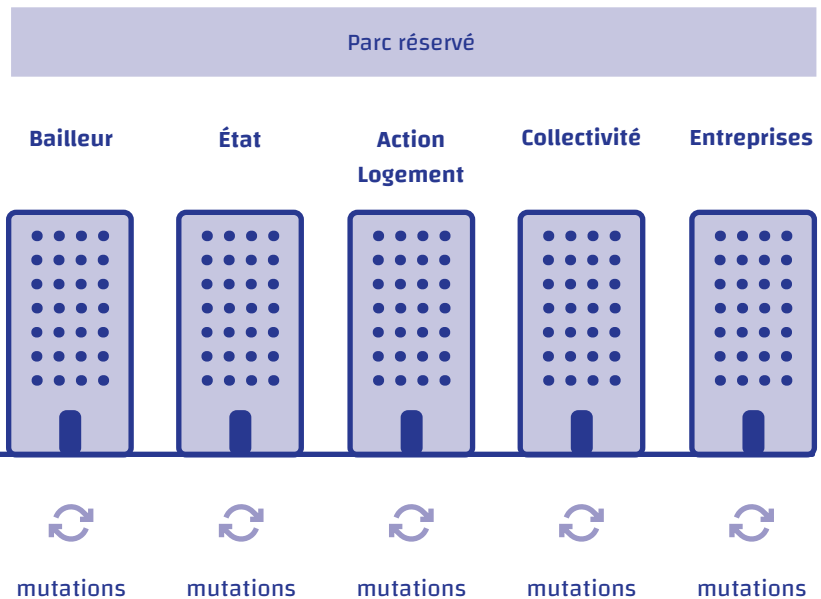 Parc réservé
Bailleur
État
Action
Logement
Collectivité
Entreprises
mutations
mutations
mutations
mutations
mutations